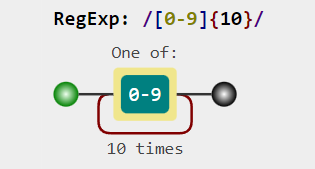 RegExp: /[0-9]{10}/
One of:
0-9
10 times